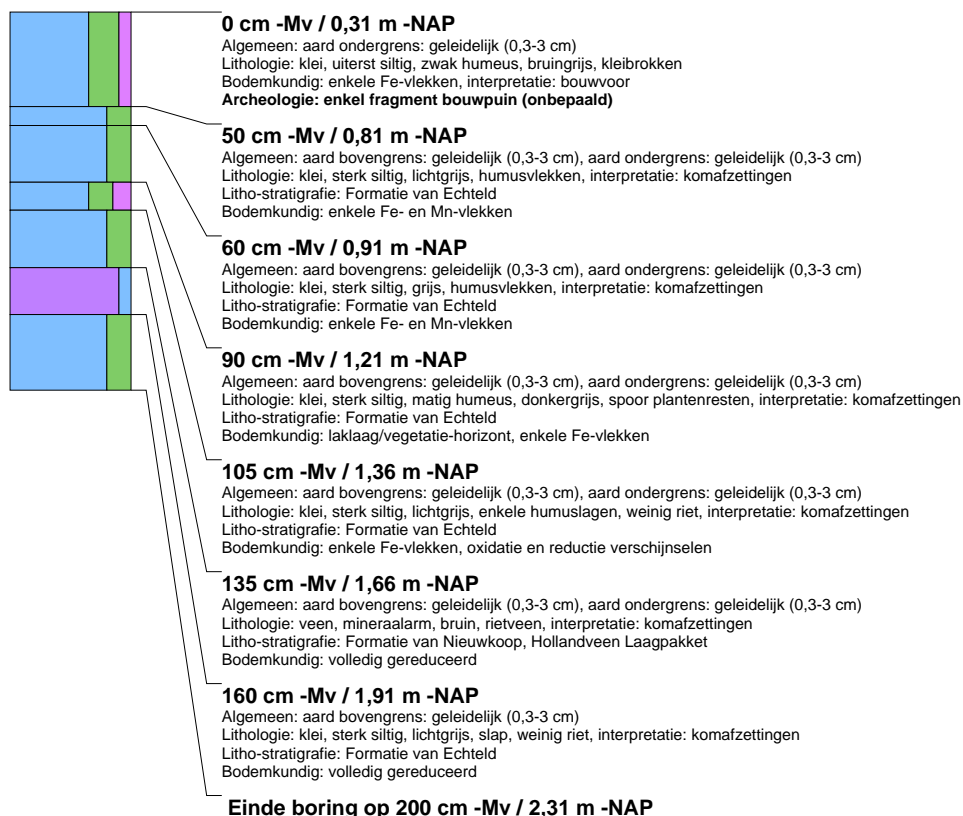 0 cm -Mv / 0,31 m -NAP
Algemeen: aard ondergrens: geleidelijk (0,3-3 cm)
Lithologie: klei, uiterst siltig, zwak humeus, bruingrijs, kleibrokken
Bodemkundig: enkele Fe-vlekken, interpretatie: bouwvoor
Archeologie: enkel fragment bouwpuin (onbepaald)
50 cm -Mv / 0,81 m -NAP
Algemeen: aard bovengrens: geleidelijk (0,3-3 cm), aard ondergrens: geleidelijk (0,3-3 cm)
Lithologie: klei, sterk siltig, lichtgrijs, humusvlekken, interpretatie: komafzettingen
Litho-stratigrafie: Formatie van Echteld
Bodemkundig: enkele Fe- en Mn-vlekken
60 cm -Mv / 0,91 m -NAP
Algemeen: aard bovengrens: geleidelijk (0,3-3 cm), aard ondergrens: geleidelijk (0,3-3 cm)
Lithologie: klei, sterk siltig, grijs, humusvlekken, interpretatie: komafzettingen
Litho-stratigrafie: Formatie van Echteld
Bodemkundig: enkele Fe- en Mn-vlekken
90 cm -Mv / 1,21 m -NAP
Algemeen: aard bovengrens: geleidelijk (0,3-3 cm), aard ondergrens: geleidelijk (0,3-3 cm)
Lithologie: klei, sterk siltig, matig humeus, donkergrijs, spoor plantenresten, interpretatie: komafzettingen
Litho-stratigrafie: Formatie van Echteld
Bodemkundig: laklaag/vegetatie-horizont, enkele Fe-vlekken
105 cm -Mv / 1,36 m -NAP
Algemeen: aard bovengrens: geleidelijk (0,3-3 cm), aard ondergrens: geleidelijk (0,3-3 cm)
Lithologie: klei, sterk siltig, lichtgrijs, enkele humuslagen, weinig riet, interpretatie: komafzettingen
Litho-stratigrafie: Formatie van Echteld
Bodemkundig: enkele Fe-vlekken, oxidatie en reductie verschijnselen
135 cm -Mv / 1,66 m -NAP
Algemeen: aard bovengrens: geleidelijk (0,3-3 cm), aard ondergrens: geleidelijk (0,3-3 cm)
Lithologie: veen, mineraalarm, bruin, rietveen, interpretatie: komafzettingen
Litho-stratigrafie: Formatie van Nieuwkoop, Hollandveen Laagpakket
Bodemkundig: volledig gereduceerd
160 cm -Mv / 1,91 m -NAP
Algemeen: aard bovengrens: geleidelijk (0,3-3 cm)
Lithologie: klei, sterk siltig, lichtgrijs, slap, weinig riet, interpretatie: komafzettingen
Litho-stratigrafie: Formatie van Echteld
Bodemkundig: volledig gereduceerd
Einde boring op 200 cm -Mv / 2,31 m -NAP